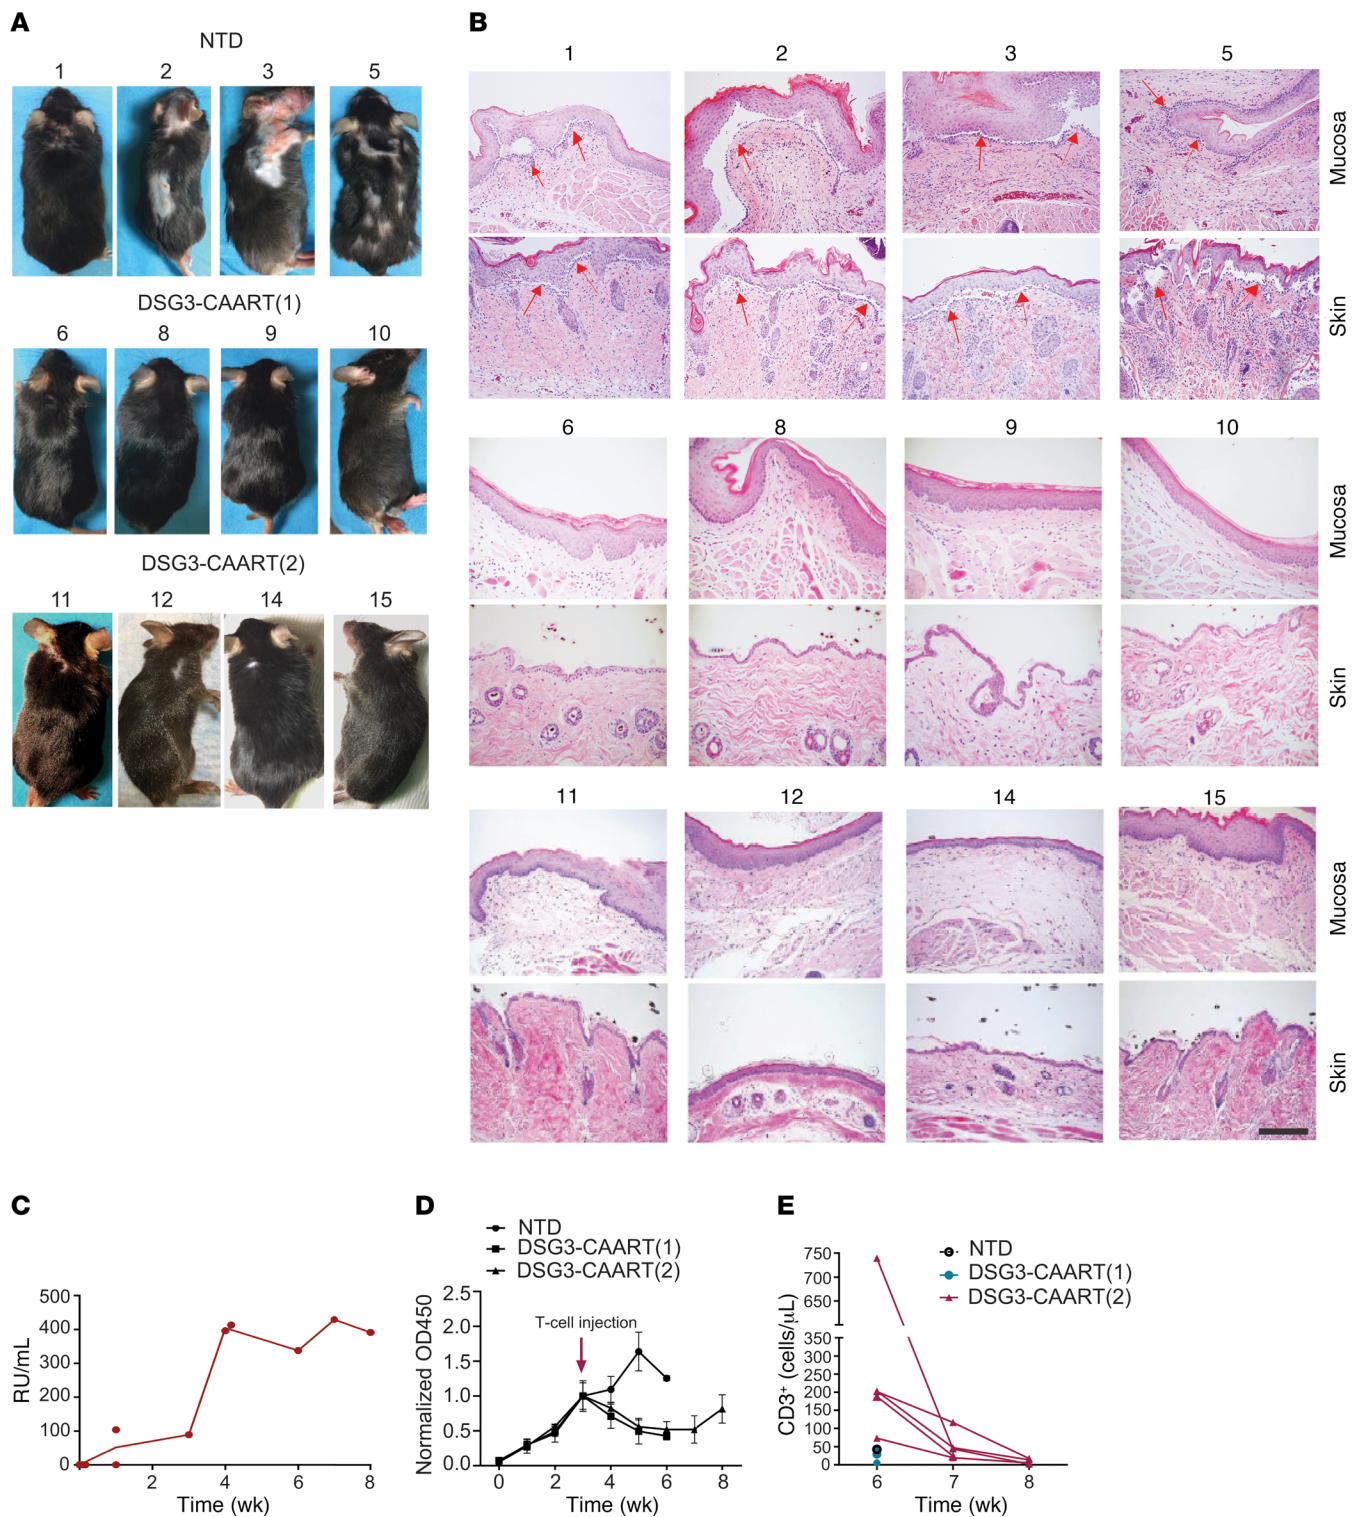 A
NTD
1 2 3 5
DSG3-CAART(1)
6 8 9 10
DSG3-CAART(2)
11 12 14 15
B
1 2 3 5
Mucosa
Skin
6 8 9 10
Mucosa
Skin
11 12 14 15
Mucosa
Skin
C
500
400
300
200
100
0
RU/mL
2 4 6 8
Time (wk)
D
NTD
DSG3-CAART(1)
DSG3-CAART(2)
2.5
2.0
1.5
1.0
0.5
0.0
Normalized OD450
T-cell injection
0 2 4 6 8
Time (wk)
E
NTD
DSG3-CAART(1)
DSG3-CAART(2)
750
700
650
350
300
250
200
150
100
50
0
CD3⁺ (cells/μL)
6 7 8
Time (wk)